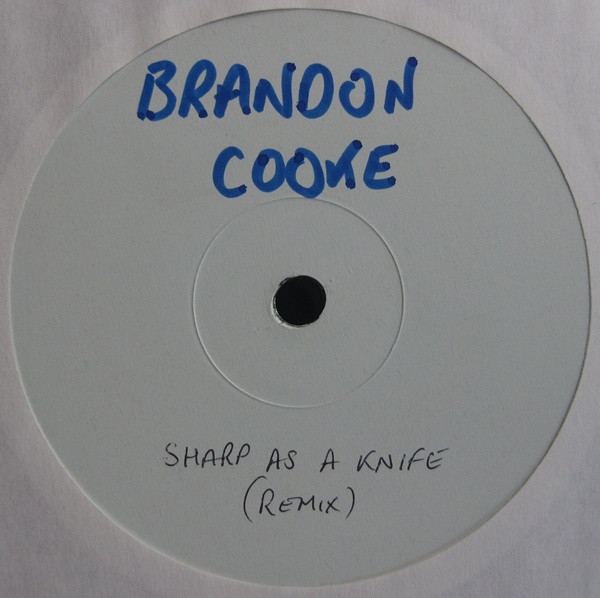 BRANDON
COOKE
SHARP AS A KNIFE
(REMIX)